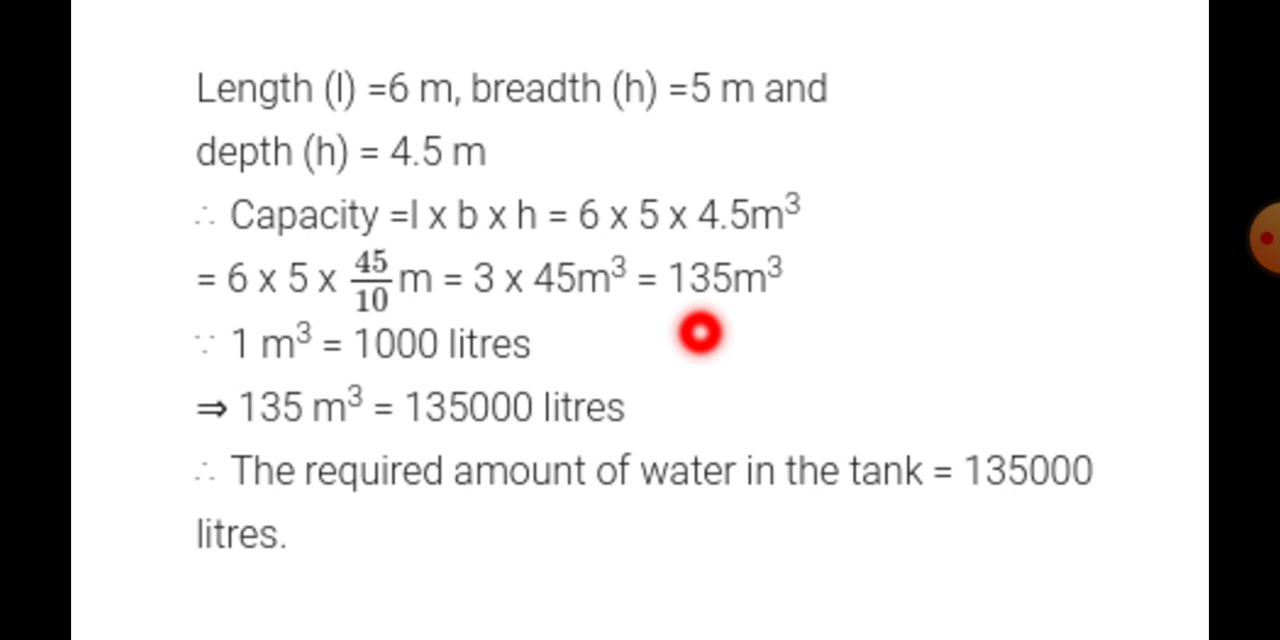 Length (l) =6 m, breadth (h) =5 m and
depth (h) = 4.5 m
∴ Capacity =l x b x h = 6 x 5 x 4.5m³
= 6 x 5 x 45/10 m = 3 x 45m³ = 135m³
∵ 1 m³ = 1000 litres
⇒ 135 m³ = 135000 litres
∴ The required amount of water in the tank = 135000
litres.